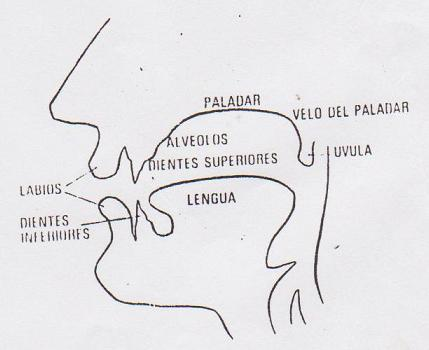 PALADAR
VELO DEL PALADAR
ALVEOLOS
DIENTES SUPERIORES
UVULA
LABIOS
LENGUA
DIENTES
INFERIORES